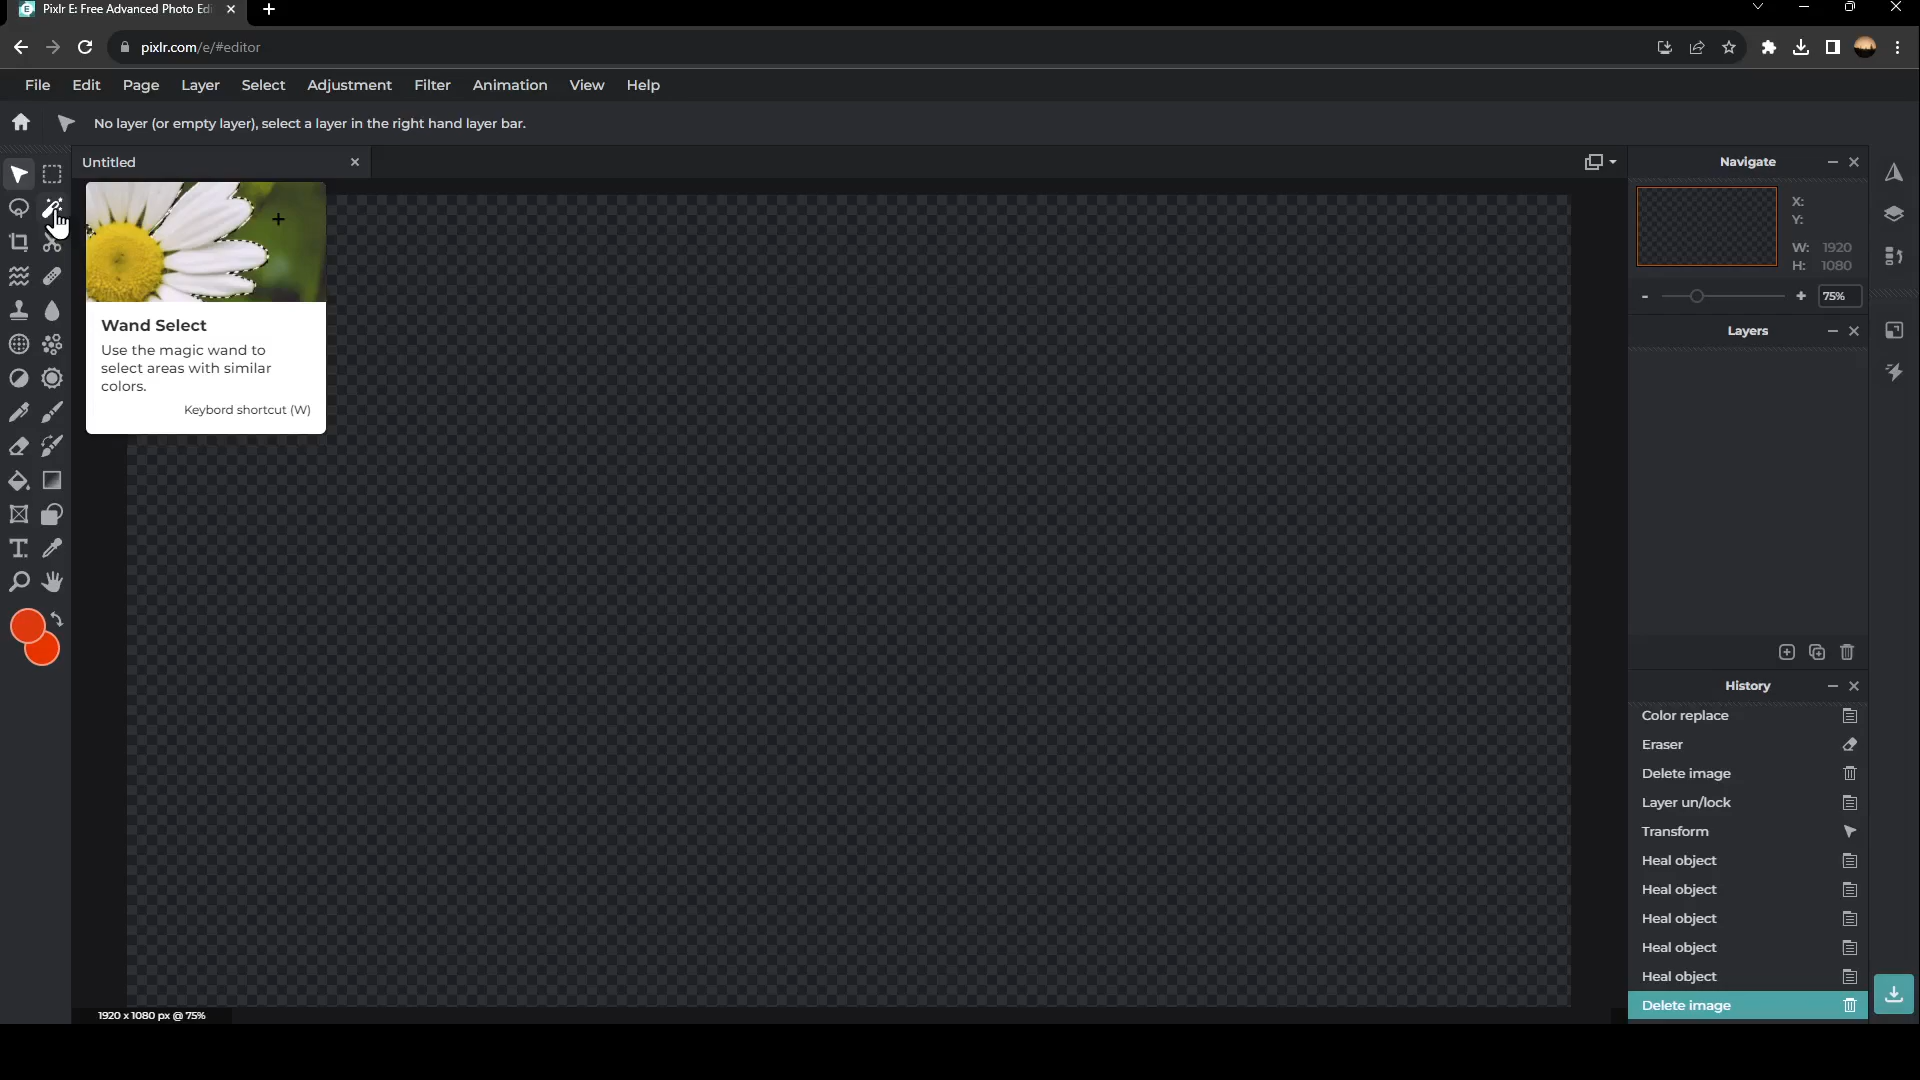 Pixlr E: Free Advanced Photo Edi
pixlr.com/e/#editor
File Edit Page Layer Select Adjustment Filter Animation View Help
No layer (or empty layer), select a layer in the right hand layer bar.
Untitled
Navigate
X:
Y:
W: 1920
H: 1080
75%
Wand Select
Use the magic wand to
select areas with similar
colors.
Keybord shortcut (W)
Layers
History
Color replace
Eraser
Delete image
Layer un/lock
Transform
Heal object
Heal object
Heal object
Heal object
Heal object
Delete image
1920 x 1080 px @ 75%